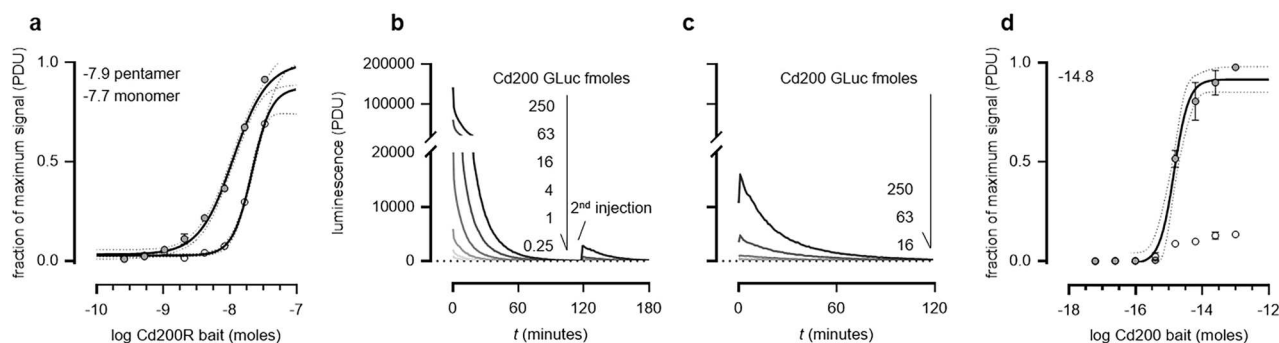 a
fraction of maximum signal (PDU)
1.0
0.5
0.0
-7.9 pentamer
-7.7 monomer
-10
-9
-8
-7
log Cd200R bait (moles)
b
luminescence (PDU)
200000
100000
20000
10000
0
Cd200 GLuc fmoles
250
63
16
4
1
0.25
2nd injection
0
60
120
180
t (minutes)
c
Cd200 GLuc fmoles
250
63
16
0
60
120
t (minutes)
d
fraction of maximum signal (PDU)
1.0
0.5
0.0
-14.8
-18
-16
-14
-12
log Cd200 bait (moles)